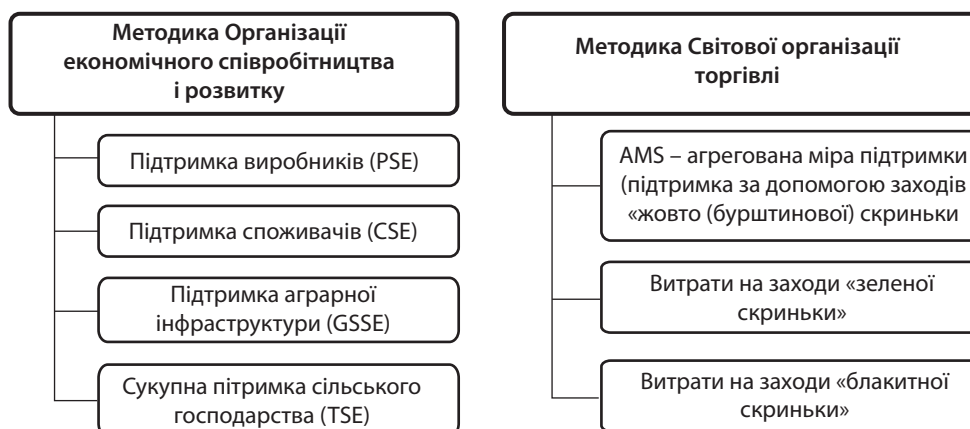 Методика Організації
економічного співробітництва
і розвитку
Підтримка виробників (PSE)
Підтримка споживачів (CSE)
Підтримка аграрної
інфраструктури (GSSE)
Сукупна пітримка сільського
господарства (TSE)
Методика Світової організації
торгівлі
AMS – агрегована міра підтримки
(підтримка за допомогою заходів
«жовто (бурштинової) скриньки
Витрати на заходи «зеленої
скриньки»
Витрати на заходи «блакитної
скриньки»